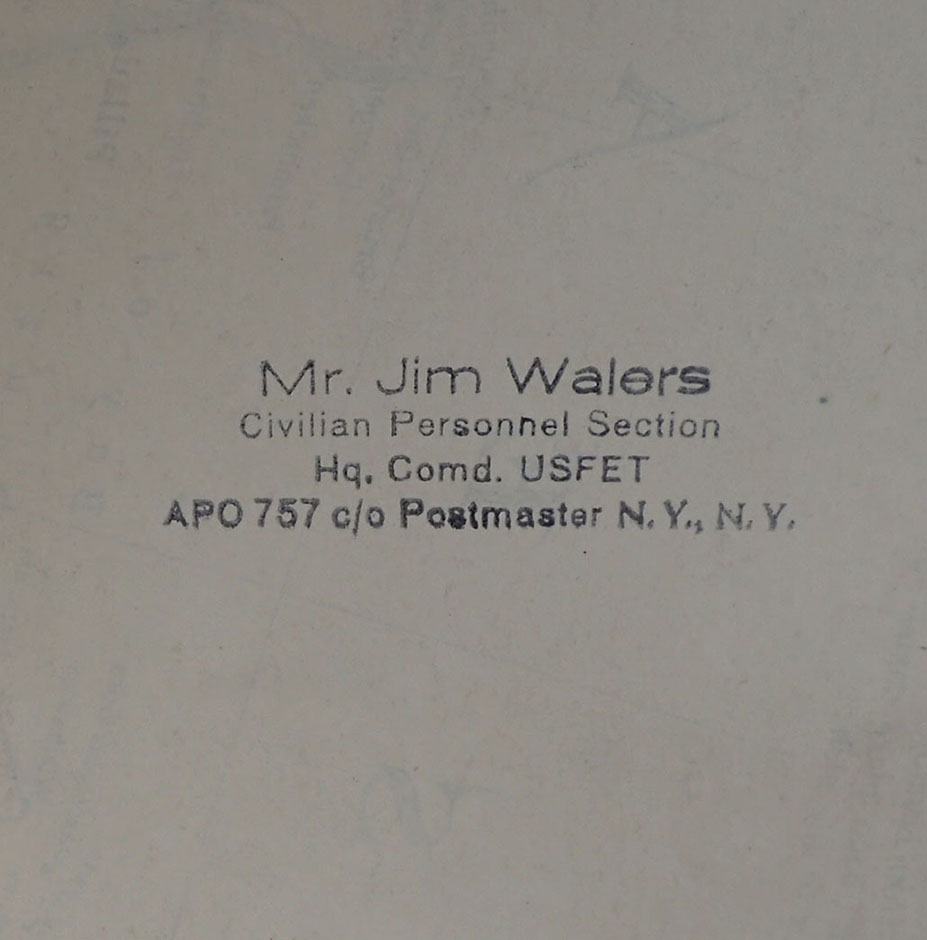 Mr. Jim Walers
Civilian Personnel Section
Hq. Comd. USFET
APO 757 c/o Postmaster N.Y., N.Y.